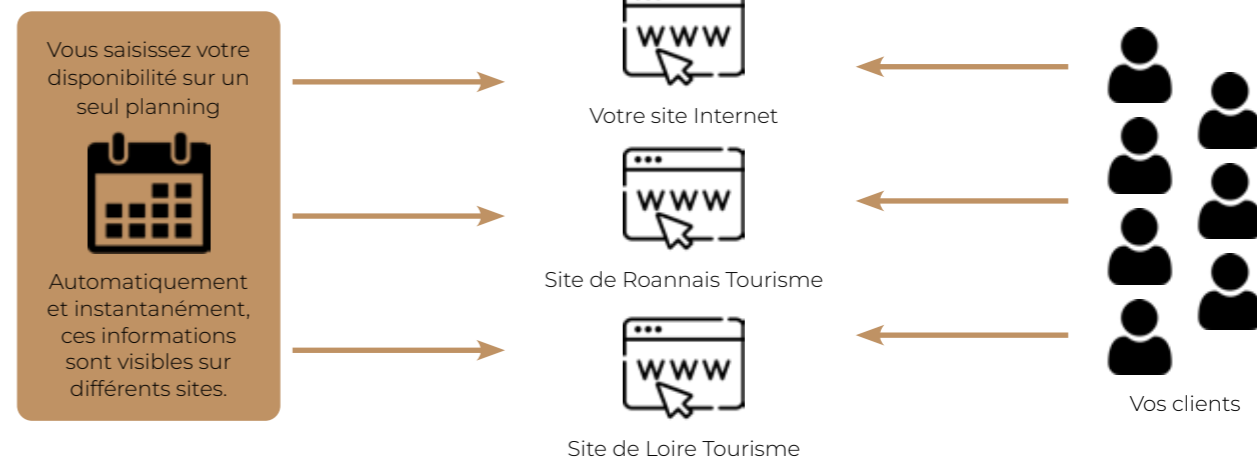 Vous saisissez votre
disponibilité sur un
seul planning
Automatiquement
et instantanément,
ces informations
sont visibles sur
différents sites.
WWW
Votre site Internet
WWW
Site de Roannais Tourisme
WWW
Site de Loire Tourisme
Vos clients